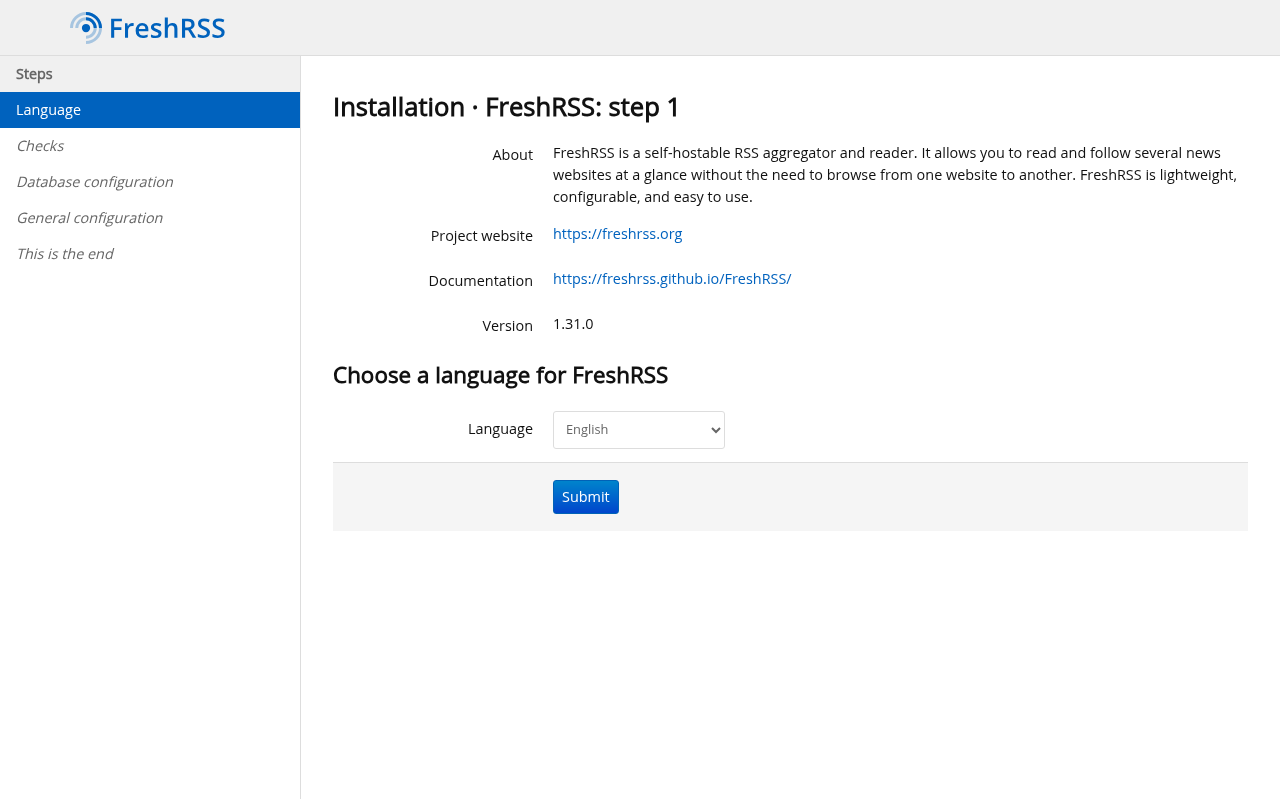 FreshRSS
Steps
Language
Checks
Database configuration
General configuration
This is the end
Installation · FreshRSS: step 1
About
FreshRSS is a self-hostable RSS aggregator and reader. It allows you to read and follow several news
websites at a glance without the need to browse from one website to another. FreshRSS is lightweight,
configurable, and easy to use.
Project website
https://freshrss.org
Documentation
https://freshrss.github.io/FreshRSS/
Version
1.31.0
Choose a language for FreshRSS
Language
English
Submit